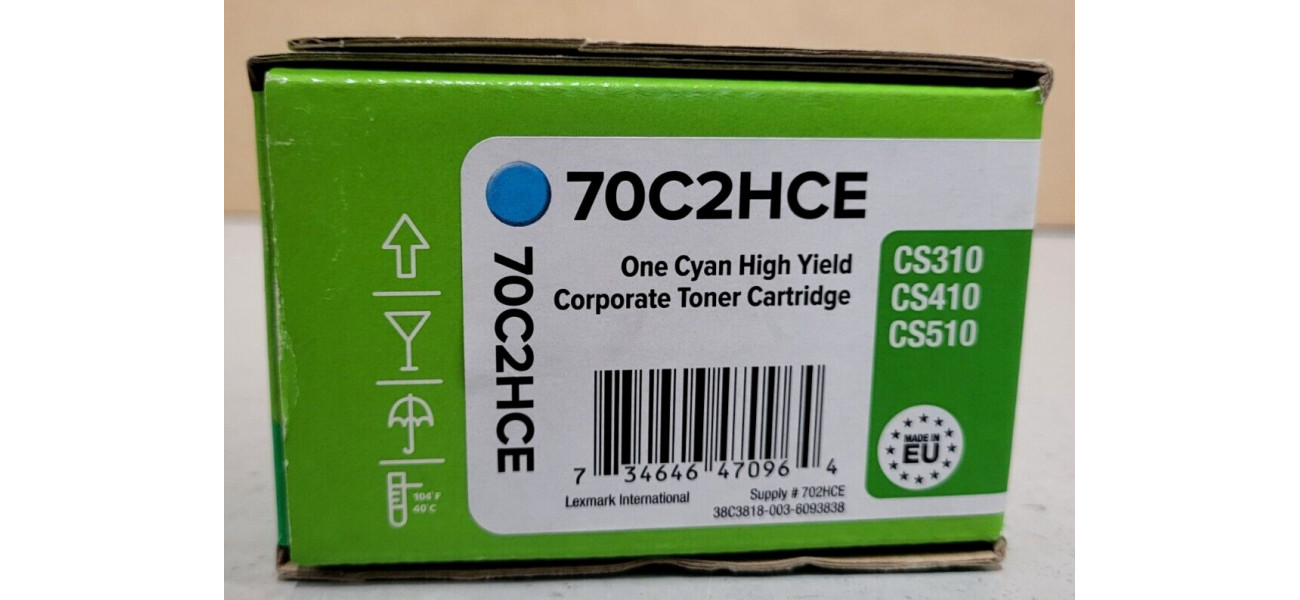 70C2HCE
70C2HCE
One Cyan High Yield
Corporate Toner Cartridge
CS310
CS410
CS510
MADE IN
EU
7 34646 47096 4
Lexmark International
Supply # 702HCE
38C3818-003-6093838
104°F
40°C